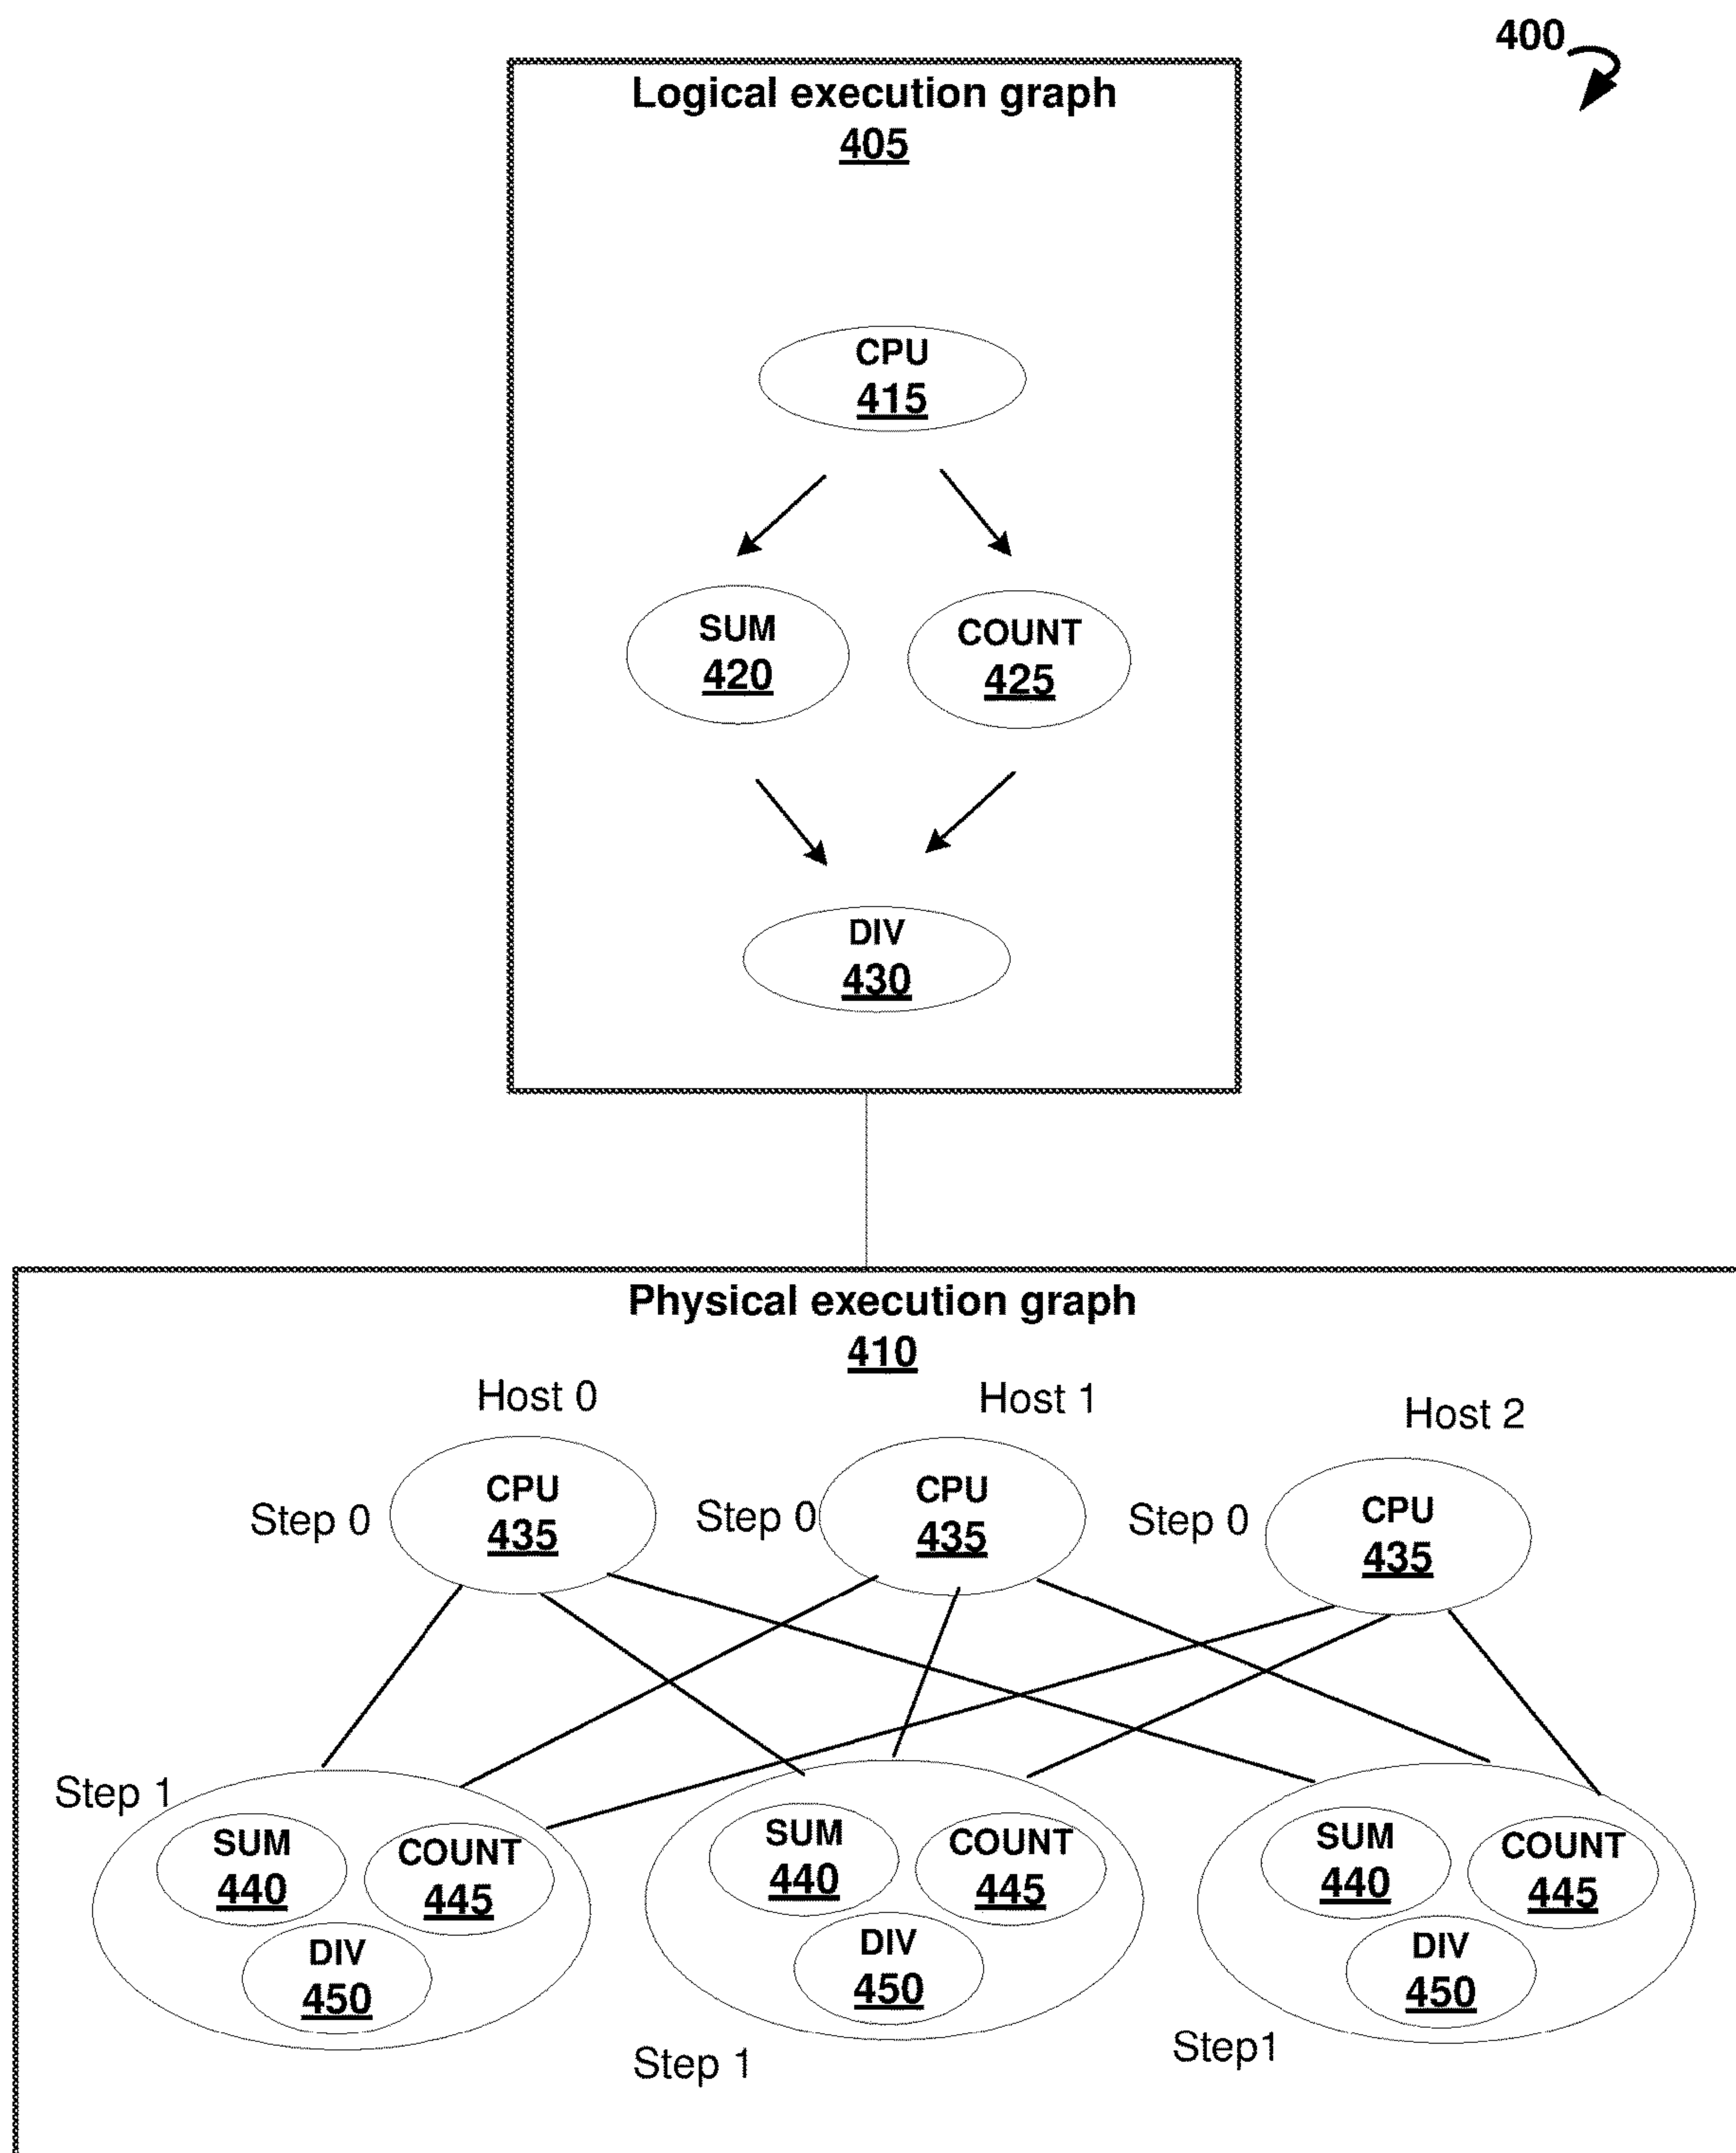 400
Logical execution graph
405
CPU
415
SUM
420
COUNT
425
DIV
430
Physical execution graph
410
Host 0
Host 1
Host 2
Step 0
CPU
435
Step 0
CPU
435
Step 0
CPU
435
Step 1
SUM
440
COUNT
445
DIV
450
SUM
440
COUNT
445
DIV
450
Step 1
SUM
440
COUNT
445
DIV
450
Step1